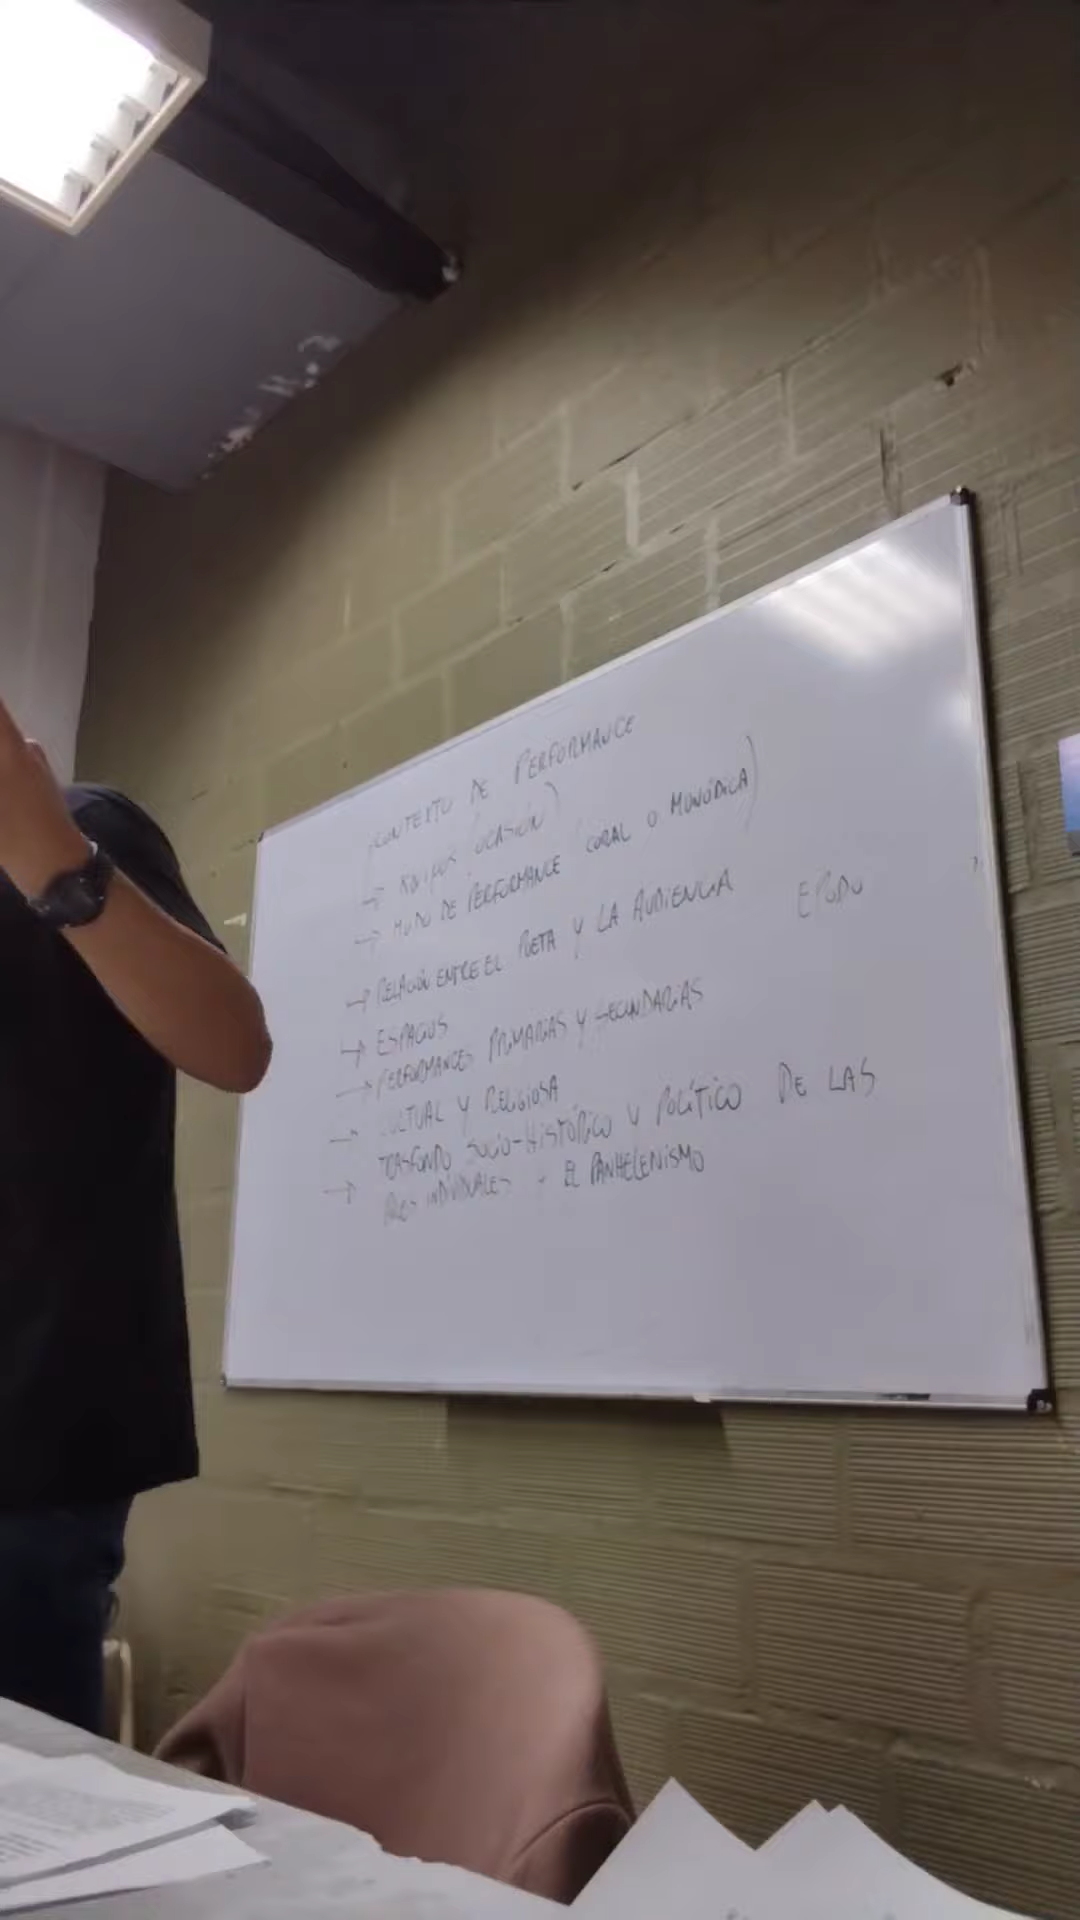 CONTEXTO DE PERFORMANCE
→ (OCASIÓN)
→ MODO DE PERFORMANCE (CORAL O MONÓDICA)
→ RELACIÓN ENTRE EL POETA Y LA AUDIENCIA
EPODO
→ ESPACIOS
→ PERFORMANCES PRIMARIAS Y SECUNDARIAS
→ CULTUAL Y RELIGIOSA
→ TRASFONDO SOCIO-HISTÓRICO Y POLÍTICO DE LAS
INDIVIDUALES EL PANHELENISMO